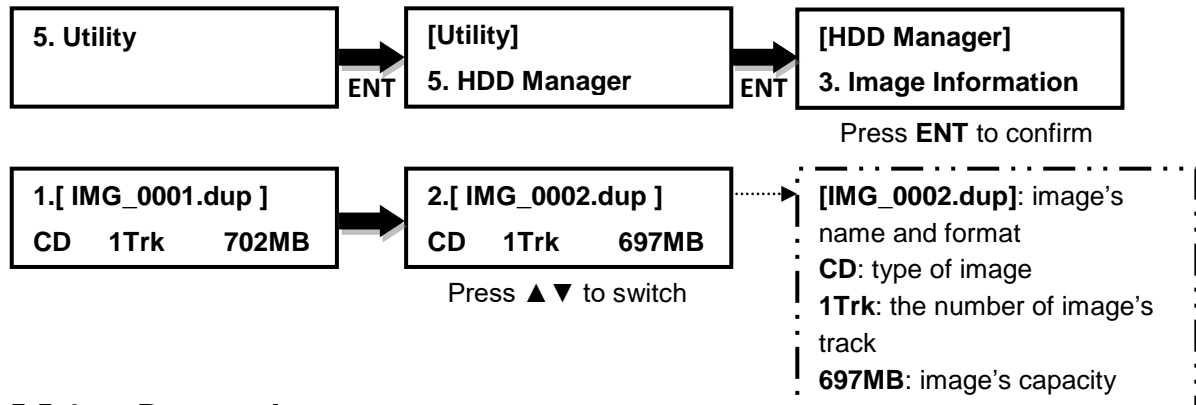 5. Utility
ENT
[Utility]
5. HDD Manager
ENT
[HDD Manager]
3. Image Information
Press ENT to confirm
1.[ IMG_0001.dup ]
CD 1Trk 702MB
2.[ IMG_0002.dup ]
CD 1Trk 697MB
Press ▲▼ to switch
[IMG_0002.dup]: image's
name and format
CD: type of image
1Trk: the number of image's
track
697MB: image's capacity